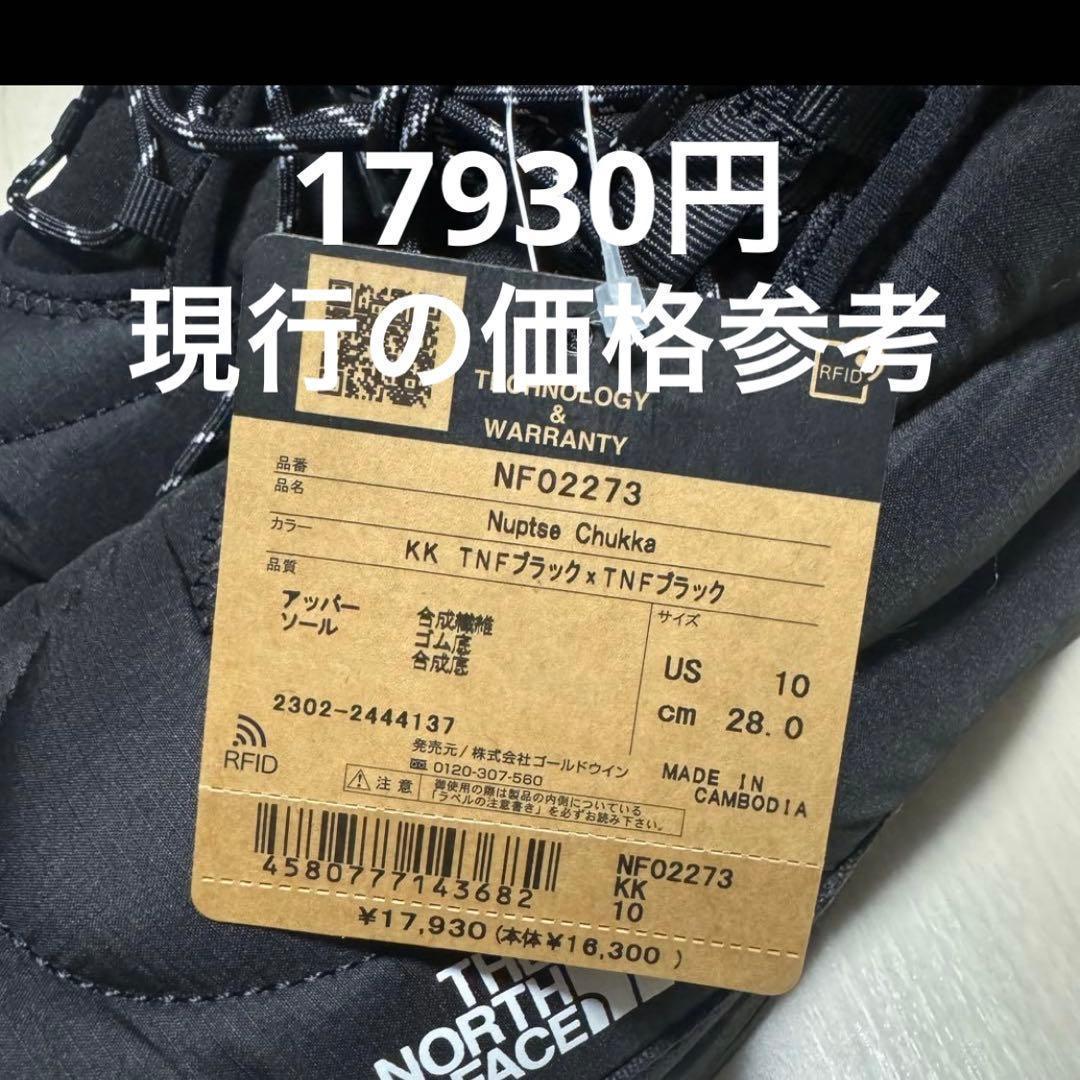 17930円
現行の価格参考
RFID
TECHNOLOGY
&
WARRANTY
品番 NF02273
品名 Nuptse Chukka
カラー KK TNFブラック×TNFブラック
品質
アッパー 合成繊維
ソール ゴム底
合成底
サイズ
US 10
cm 28.0
2302-2444137
発売元/株式会社ゴールドウイン
0120-307-560
RFID
注意 御使用の際は製品の内側についている
「ラベルの注意書き」を必ずお読み下さい。
MADE IN
CAMBODIA
4580777143682
NF02273
KK
10
¥17,930 (本体¥16,300 )
THE
NORTH
FACE